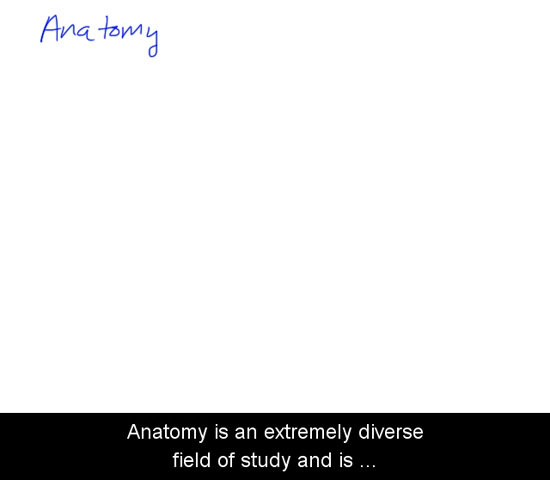 Anatomy
Anatomy is an extremely diverse
field of study and is ...